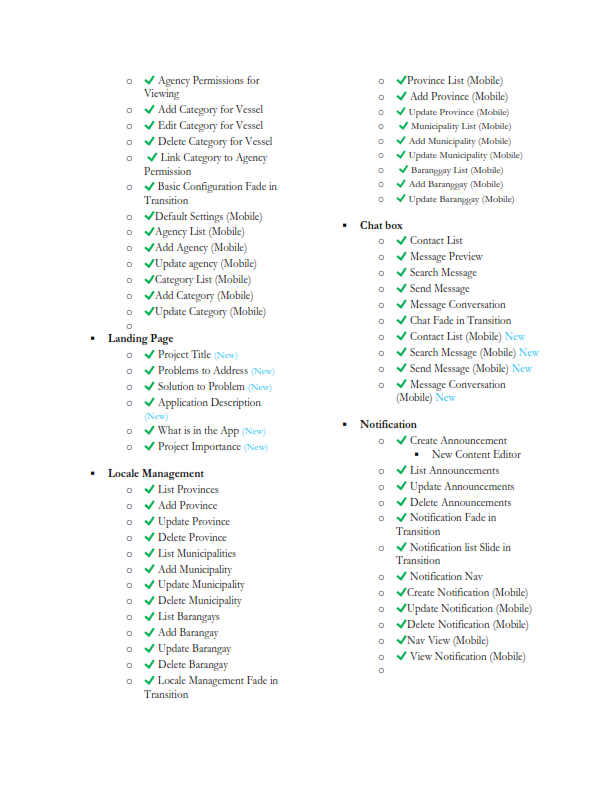 o ✔ Agency Permissions for
Viewing
o ✔ Add Category for Vessel
o ✔ Edit Category for Vessel
o ✔ Delete Category for Vessel
o ✔ Link Category to Agency
Permission
o ✔ Basic Configuration Fade in
Transition
o ✔Default Settings (Mobile)
o ✔Agency List (Mobile)
o ✔Add Agency (Mobile)
o ✔Update agency (Mobile)
o ✔Category List (Mobile)
o ✔Add Category (Mobile)
o ✔Update Category (Mobile)
o
▪ Landing Page
o ✔ Project Title (New)
o ✔ Problems to Address (New)
o ✔ Solution to Problem (New)
o ✔ Application Description
(New)
o ✔ What is in the App (New)
o ✔ Project Importance (New)
▪ Locale Management
o ✔ List Provinces
o ✔ Add Province
o ✔ Update Province
o ✔ Delete Province
o ✔ List Municipalities
o ✔ Add Municipality
o ✔ Update Municipality
o ✔ Delete Municipality
o ✔ List Barangays
o ✔ Add Barangay
o ✔ Update Barangay
o ✔ Delete Barangay
o ✔ Locale Management Fade in
Transition
o ✔Province List (Mobile)
o ✔ Add Province (Mobile)
o ✔ Update Province (Mobile)
o ✔ Municipality List (Mobile)
o ✔ Add Municipality (Mobile)
o ✔ Update Municipality (Mobile)
o ✔ Baranggay List (Mobile)
o ✔ Add Baranggay (Mobile)
o ✔ Update Baranggay (Mobile)
▪ Chat box
o ✔ Contact List
o ✔ Message Preview
o ✔ Search Message
o ✔ Send Message
o ✔ Message Conversation
o ✔ Chat Fade in Transition
o ✔ Contact List (Mobile) New
o ✔ Search Message (Mobile) New
o ✔ Send Message (Mobile) New
o ✔ Message Conversation
(Mobile) New
▪ Notification
o ✔ Create Announcement
▪ New Content Editor
o ✔ List Announcements
o ✔ Update Announcements
o ✔ Delete Announcements
o ✔ Notification Fade in
Transition
o ✔ Notification list Slide in
Transition
o ✔ Notification Nav
o ✔Create Notification (Mobile)
o ✔Update Notification (Mobile)
o ✔Delete Notification (Mobile)
o ✔Nav View (Mobile)
o ✔ View Notification (Mobile)
o